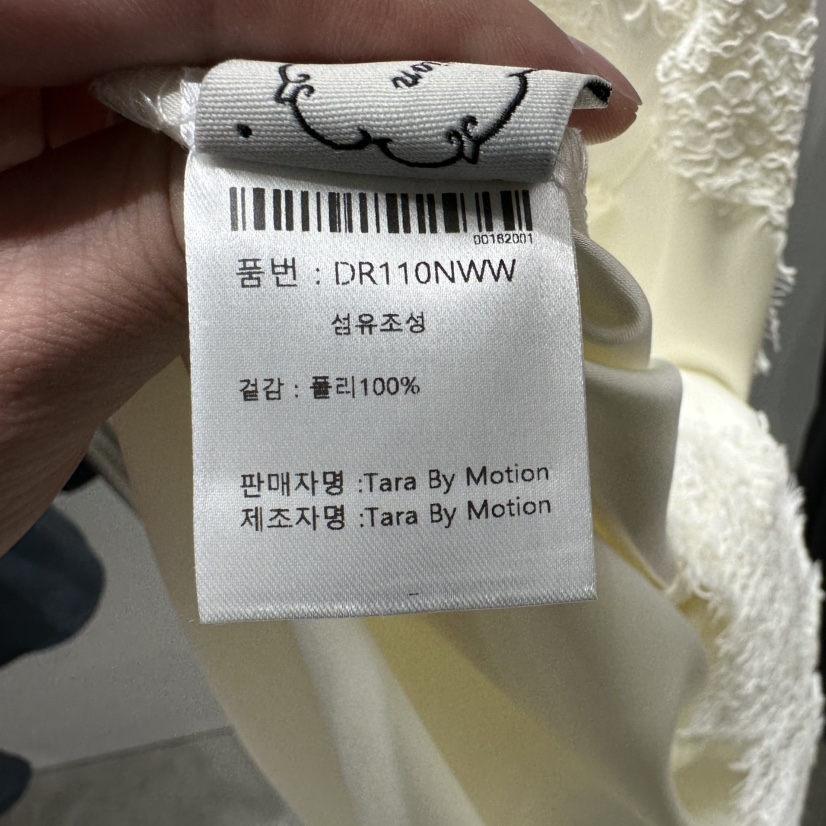 00162001
품번 : DR110NWW
섬유조성
겉감 : 폴리100%
판매자명 :Tara By Motion
제조자명 :Tara By Motion